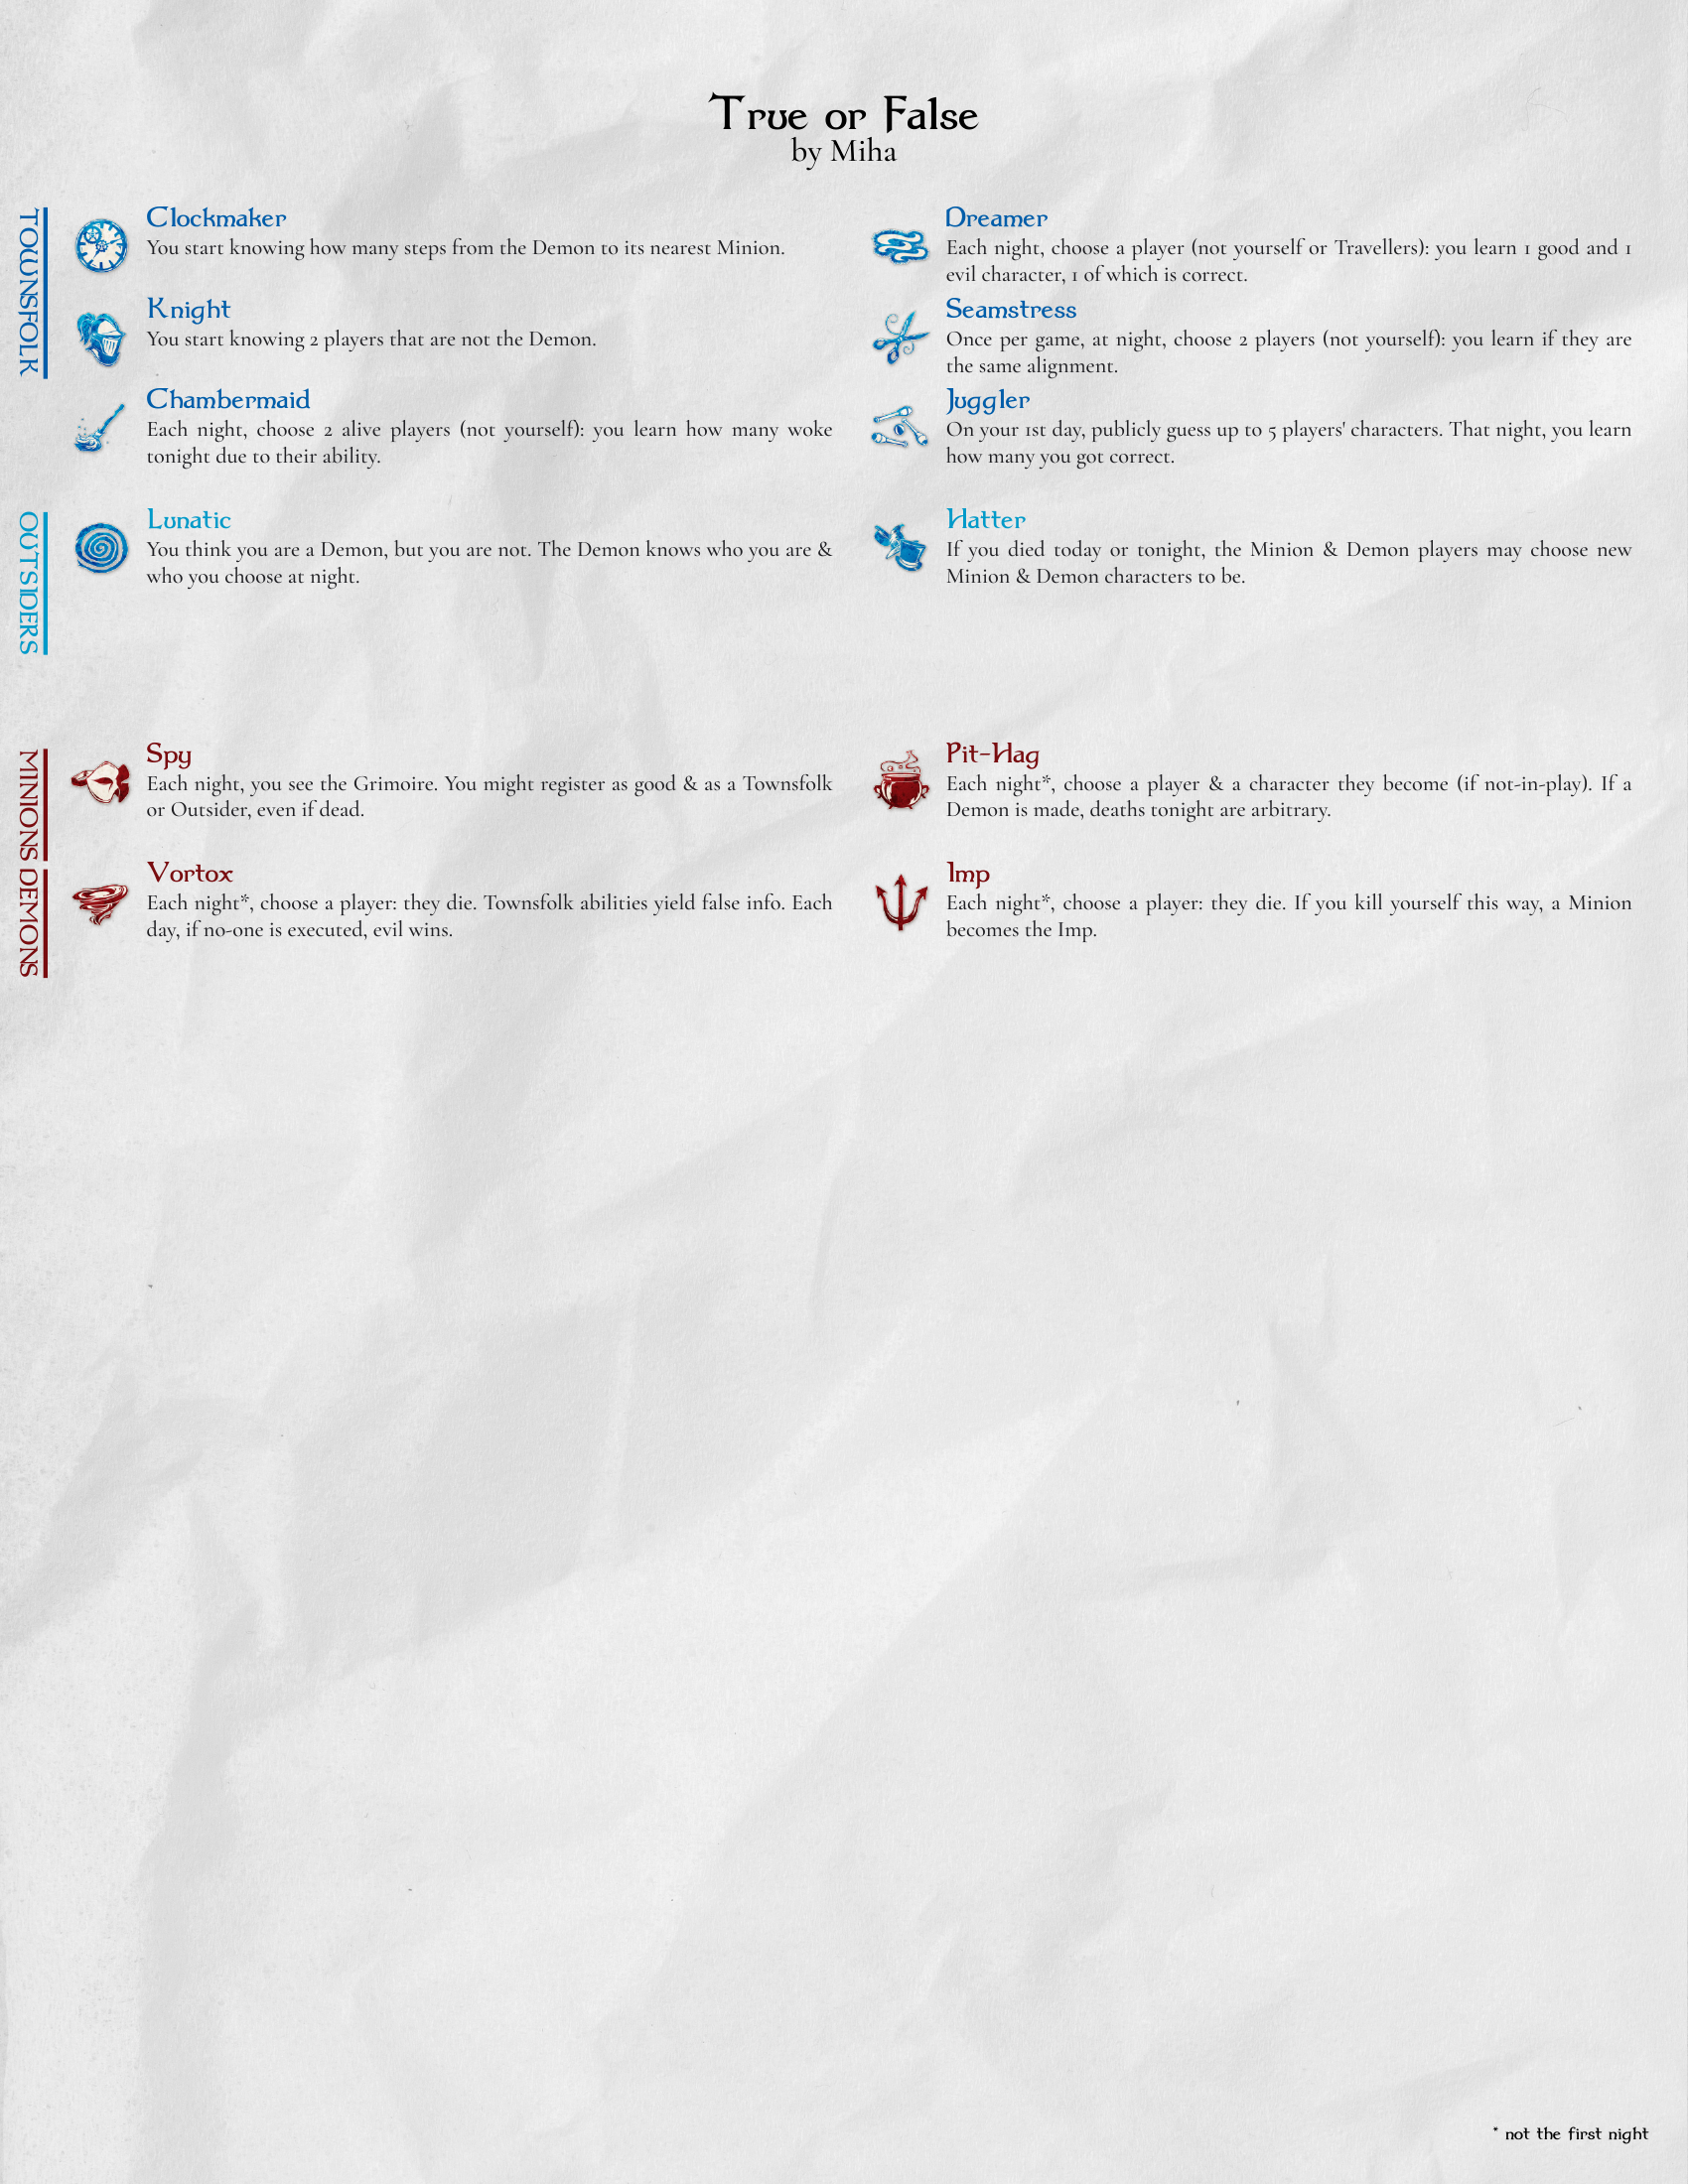 True or False
by Miha
TOWNSFOLK
Clockmaker
You start knowing how many steps from the Demon to its nearest Minion.
Dreamer
Each night, choose a player (not yourself or Travellers): you learn 1 good and 1
evil character, 1 of which is correct.
Knight
You start knowing 2 players that are not the Demon.
Seamstress
Once per game, at night, choose 2 players (not yourself): you learn if they are
the same alignment.
Chambermaid
Each night, choose 2 alive players (not yourself): you learn how many woke
tonight due to their ability.
Juggler
On your 1st day, publicly guess up to 5 players' characters. That night, you learn
how many you got correct.
OUTSIDERS
Lunatic
You think you are a Demon, but you are not. The Demon knows who you are &
who you choose at night.
Hatter
If you died today or tonight, the Minion & Demon players may choose new
Minion & Demon characters to be.
MINIONS
Spy
Each night, you see the Grimoire. You might register as good & as a Townsfolk
or Outsider, even if dead.
Pit-Hag
Each night*, choose a player & a character they become (if not-in-play). If a
Demon is made, deaths tonight are arbitrary.
DEMONS
Vortox
Each night*, choose a player: they die. Townsfolk abilities yield false info. Each
day, if no-one is executed, evil wins.
Imp
Each night*, choose a player: they die. If you kill yourself this way, a Minion
becomes the Imp.
* not the first night